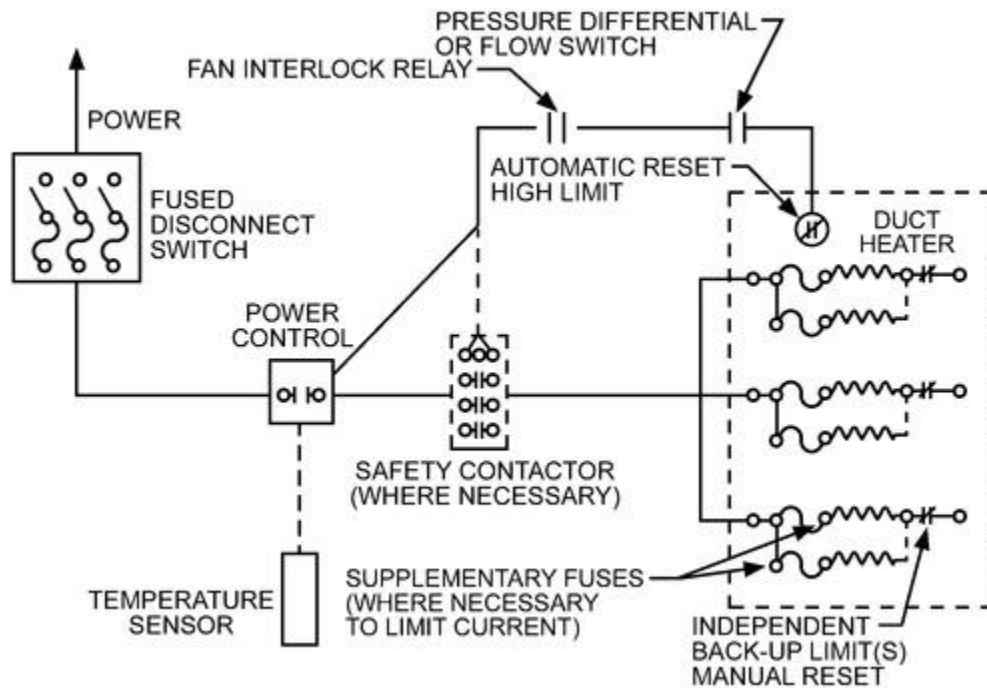 PRESSURE DIFFERENTIAL
OR FLOW SWITCH
FAN INTERLOCK RELAY
POWER
AUTOMATIC RESET
HIGH LIMIT
FUSED
DISCONNECT
SWITCH
DUCT
HEATER
POWER
CONTROL
SAFETY CONTACTOR
(WHERE NECESSARY)
TEMPERATURE
SENSOR
SUPPLEMENTARY FUSES
(WHERE NECESSARY
TO LIMIT CURRENT)
INDEPENDENT
BACK-UP LIMIT(S)
MANUAL RESET